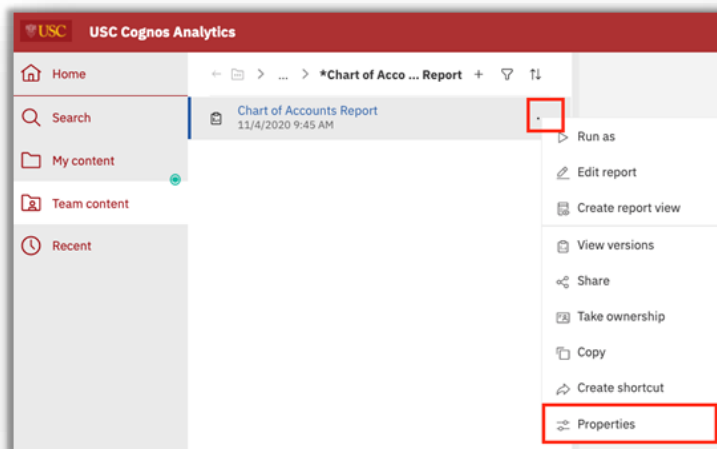 USC USC Cognos Analytics
Home
... *Chart of Acco ... Report
Search
Chart of Accounts Report
11/4/2020 9:45 AM
My content
Team content
Recent
Run as
Edit report
Create report view
View versions
Share
Take ownership
Copy
Create shortcut
Properties